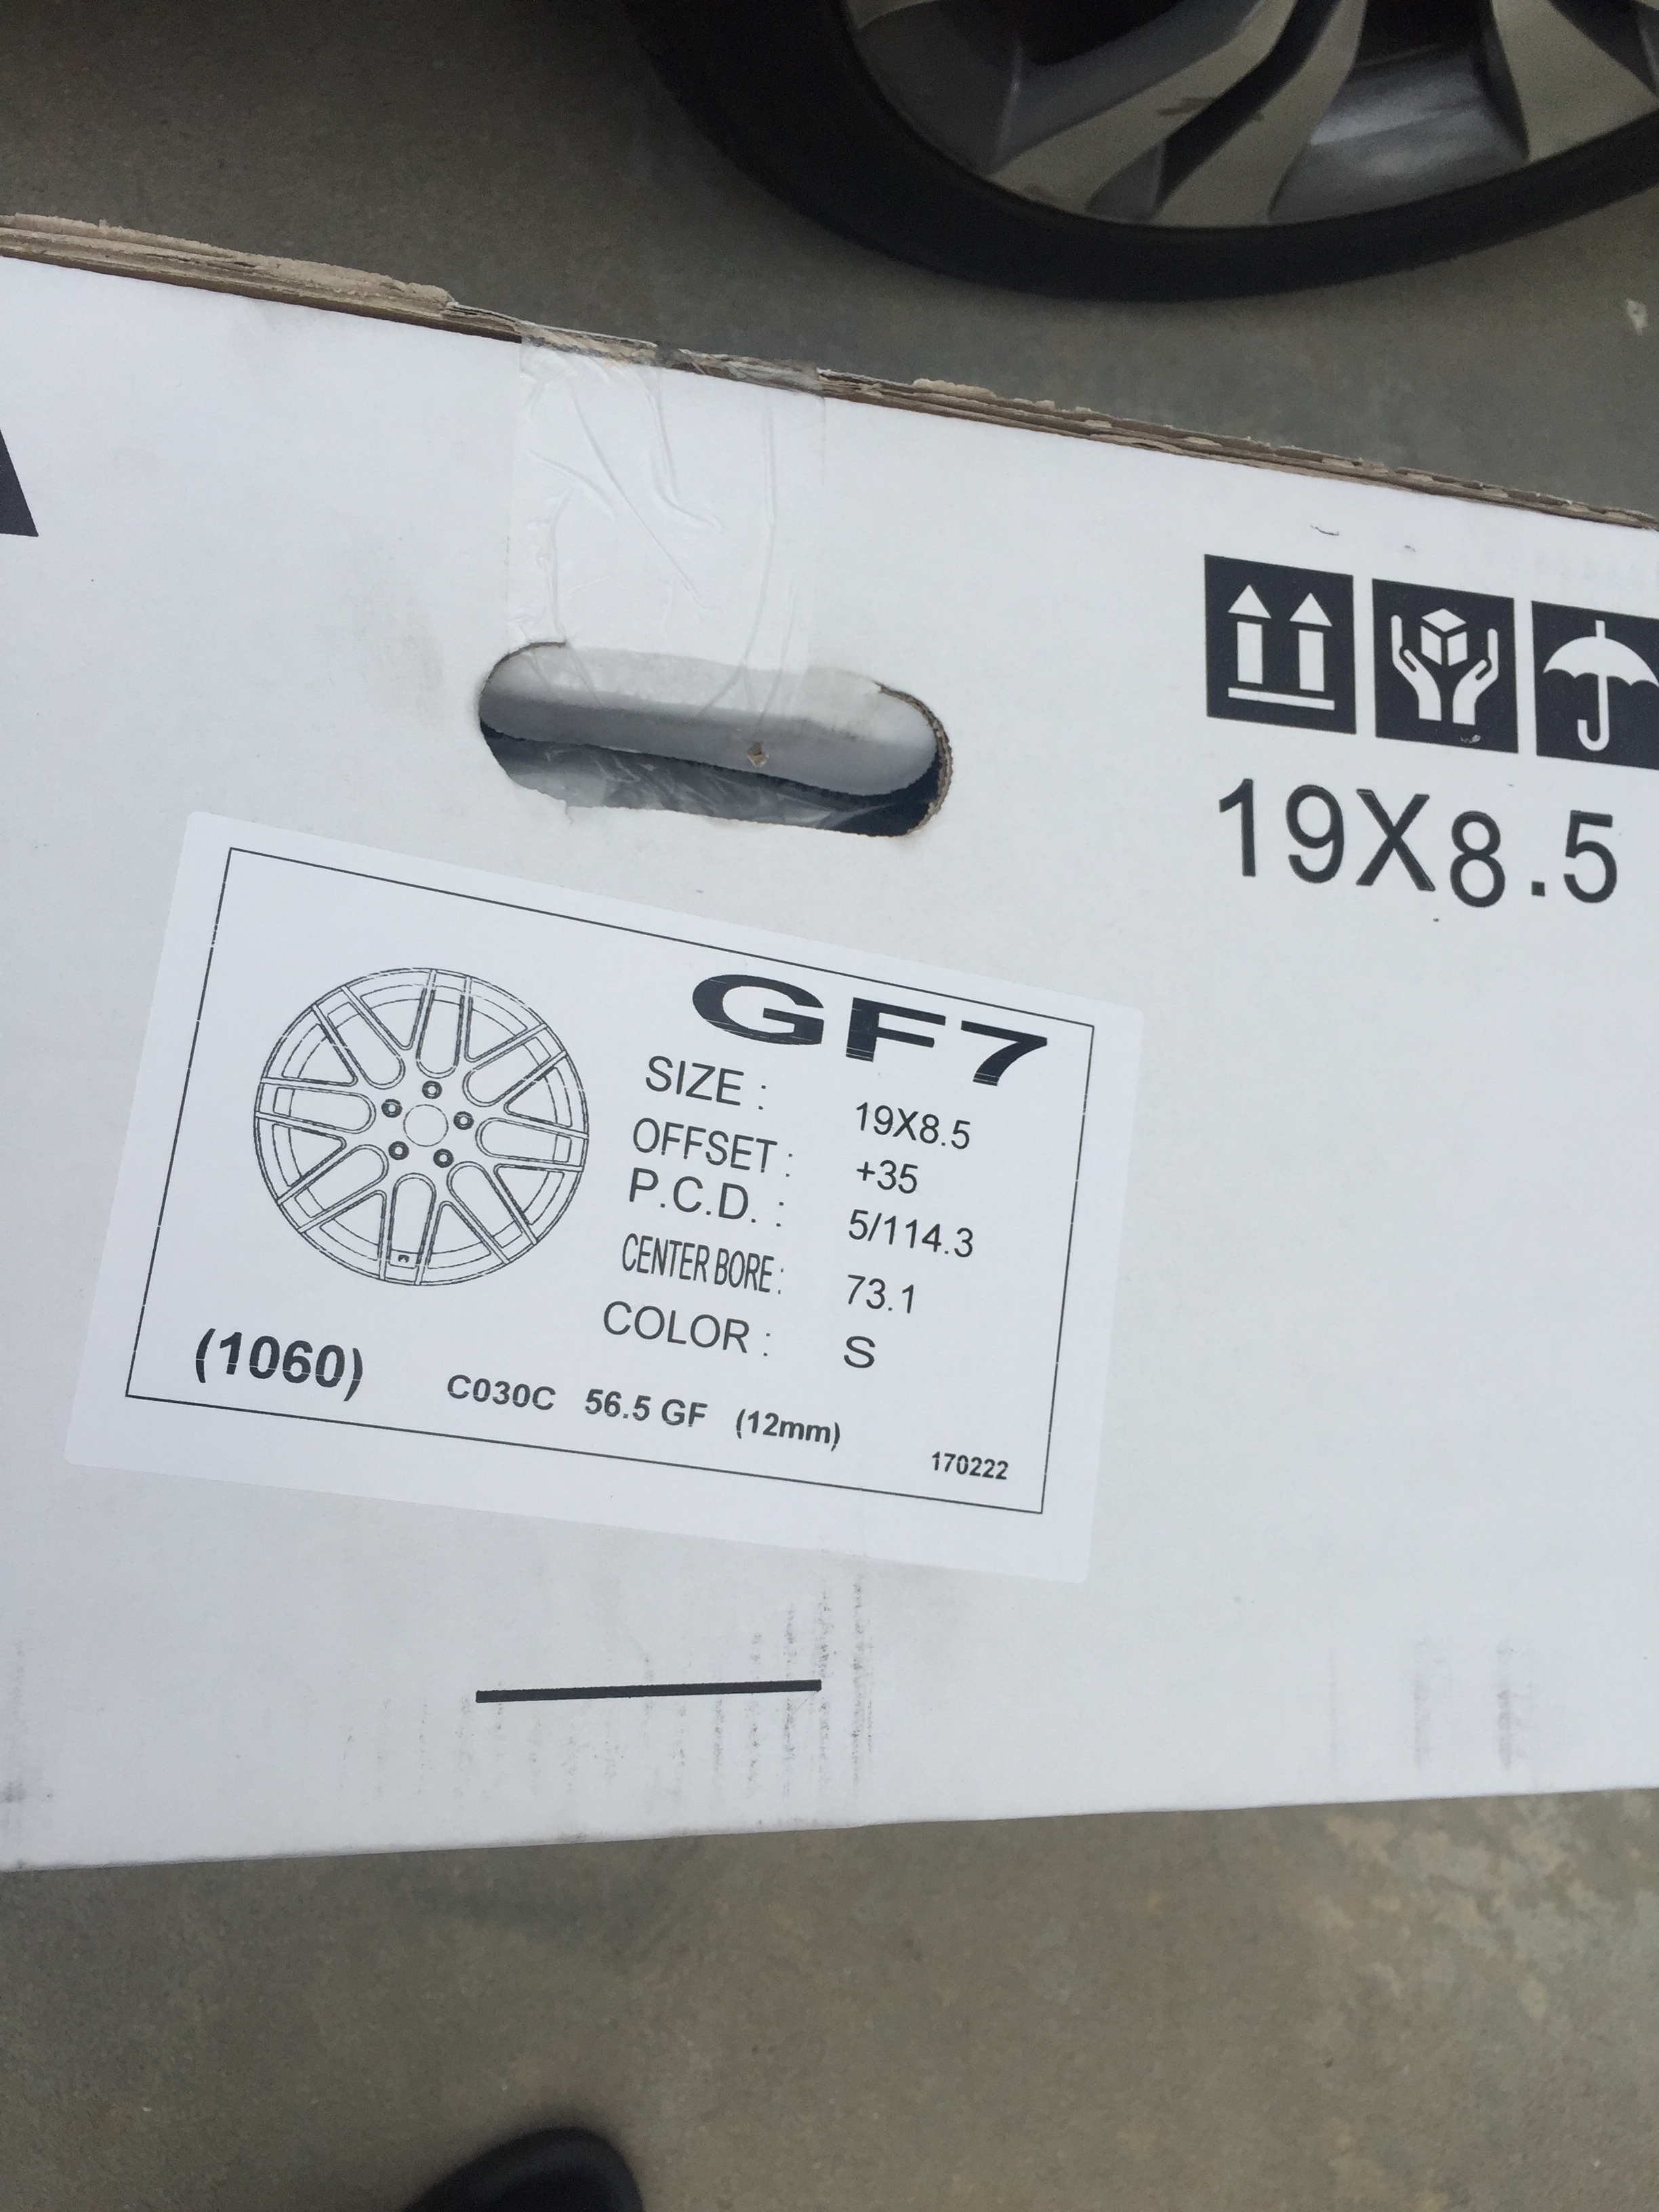 19X8.5
GF7
SIZE : 19X8.5
OFFSET : +35
P.C.D. : 5/114.3
CENTER BORE : 73.1
COLOR : S
(1060) C030C 56.5 GF (12mm)
170222